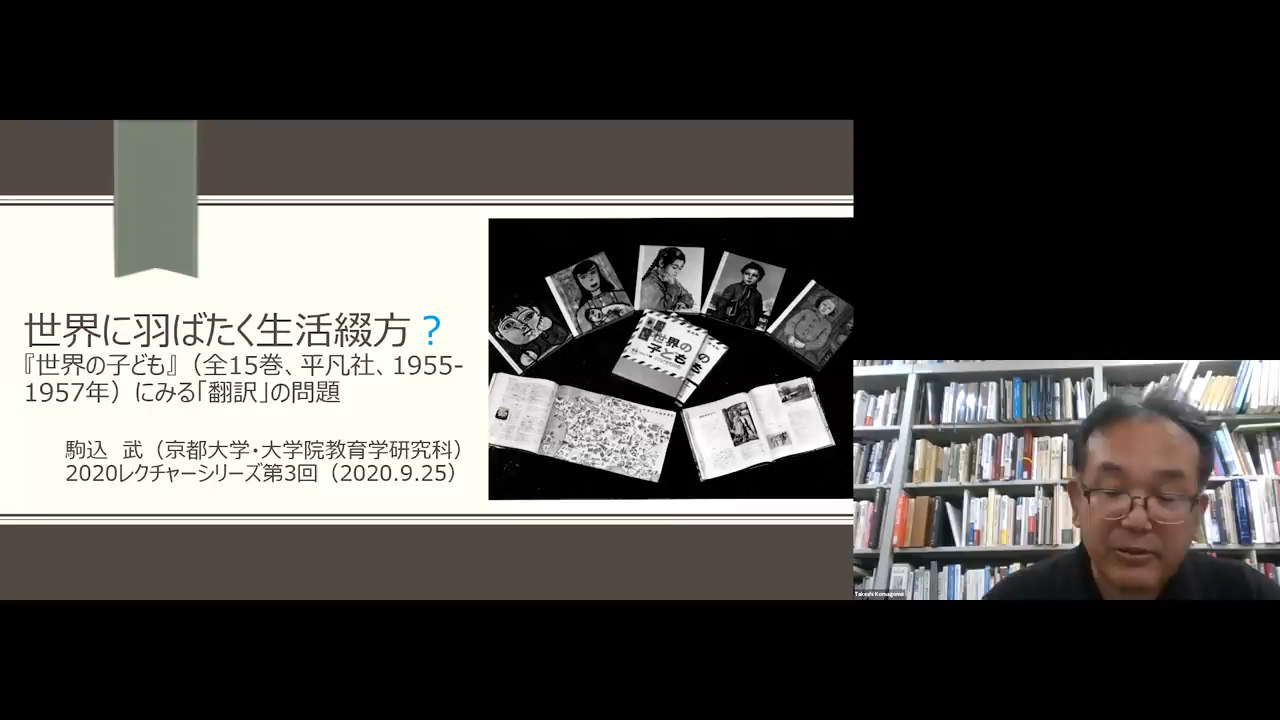 世界に羽ばたく生活綴方？
『世界の子ども』（全15巻、平凡社、1955-
1957年）にみる「翻訳」の問題
駒込　武（京都大学・大学院教育学研究科）
2020レクチャーシリーズ第3回（2020.9.25）
世界の
子ども
Takeshi Komagome